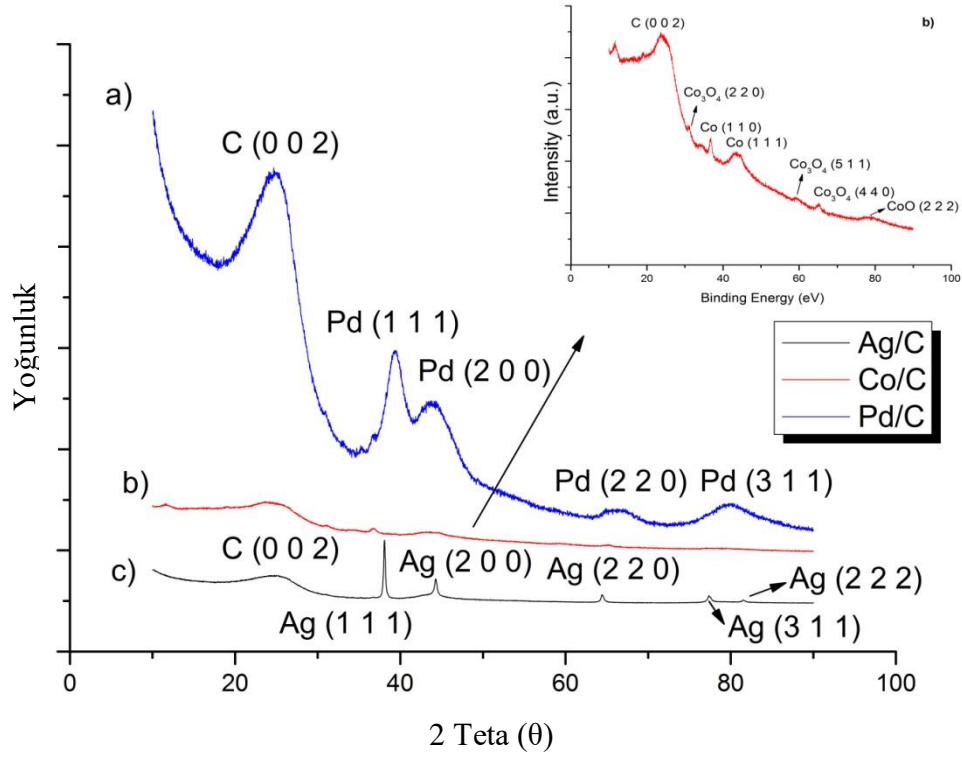 b)
C (0 0 2)
Co₃O₄ (2 2 0)
Co (1 1 0)
Co (1 1 1)
Co₃O₄ (5 1 1)
Co₃O₄ (4 4 0)
CoO (2 2 2)
Intensity (a.u.)
0 20 40 60 80 100
Binding Energy (eV)
a)
C (0 0 2)
Pd (1 1 1)
Pd (2 0 0)
Ag/C
Co/C
Pd/C
Yoğunluk
b)
Pd (2 2 0)
Pd (3 1 1)
c)
C (0 0 2)
Ag (2 0 0)
Ag (2 2 0)
Ag (2 2 2)
Ag (1 1 1)
Ag (3 1 1)
0 20 40 60 80 100
2 Teta (θ)